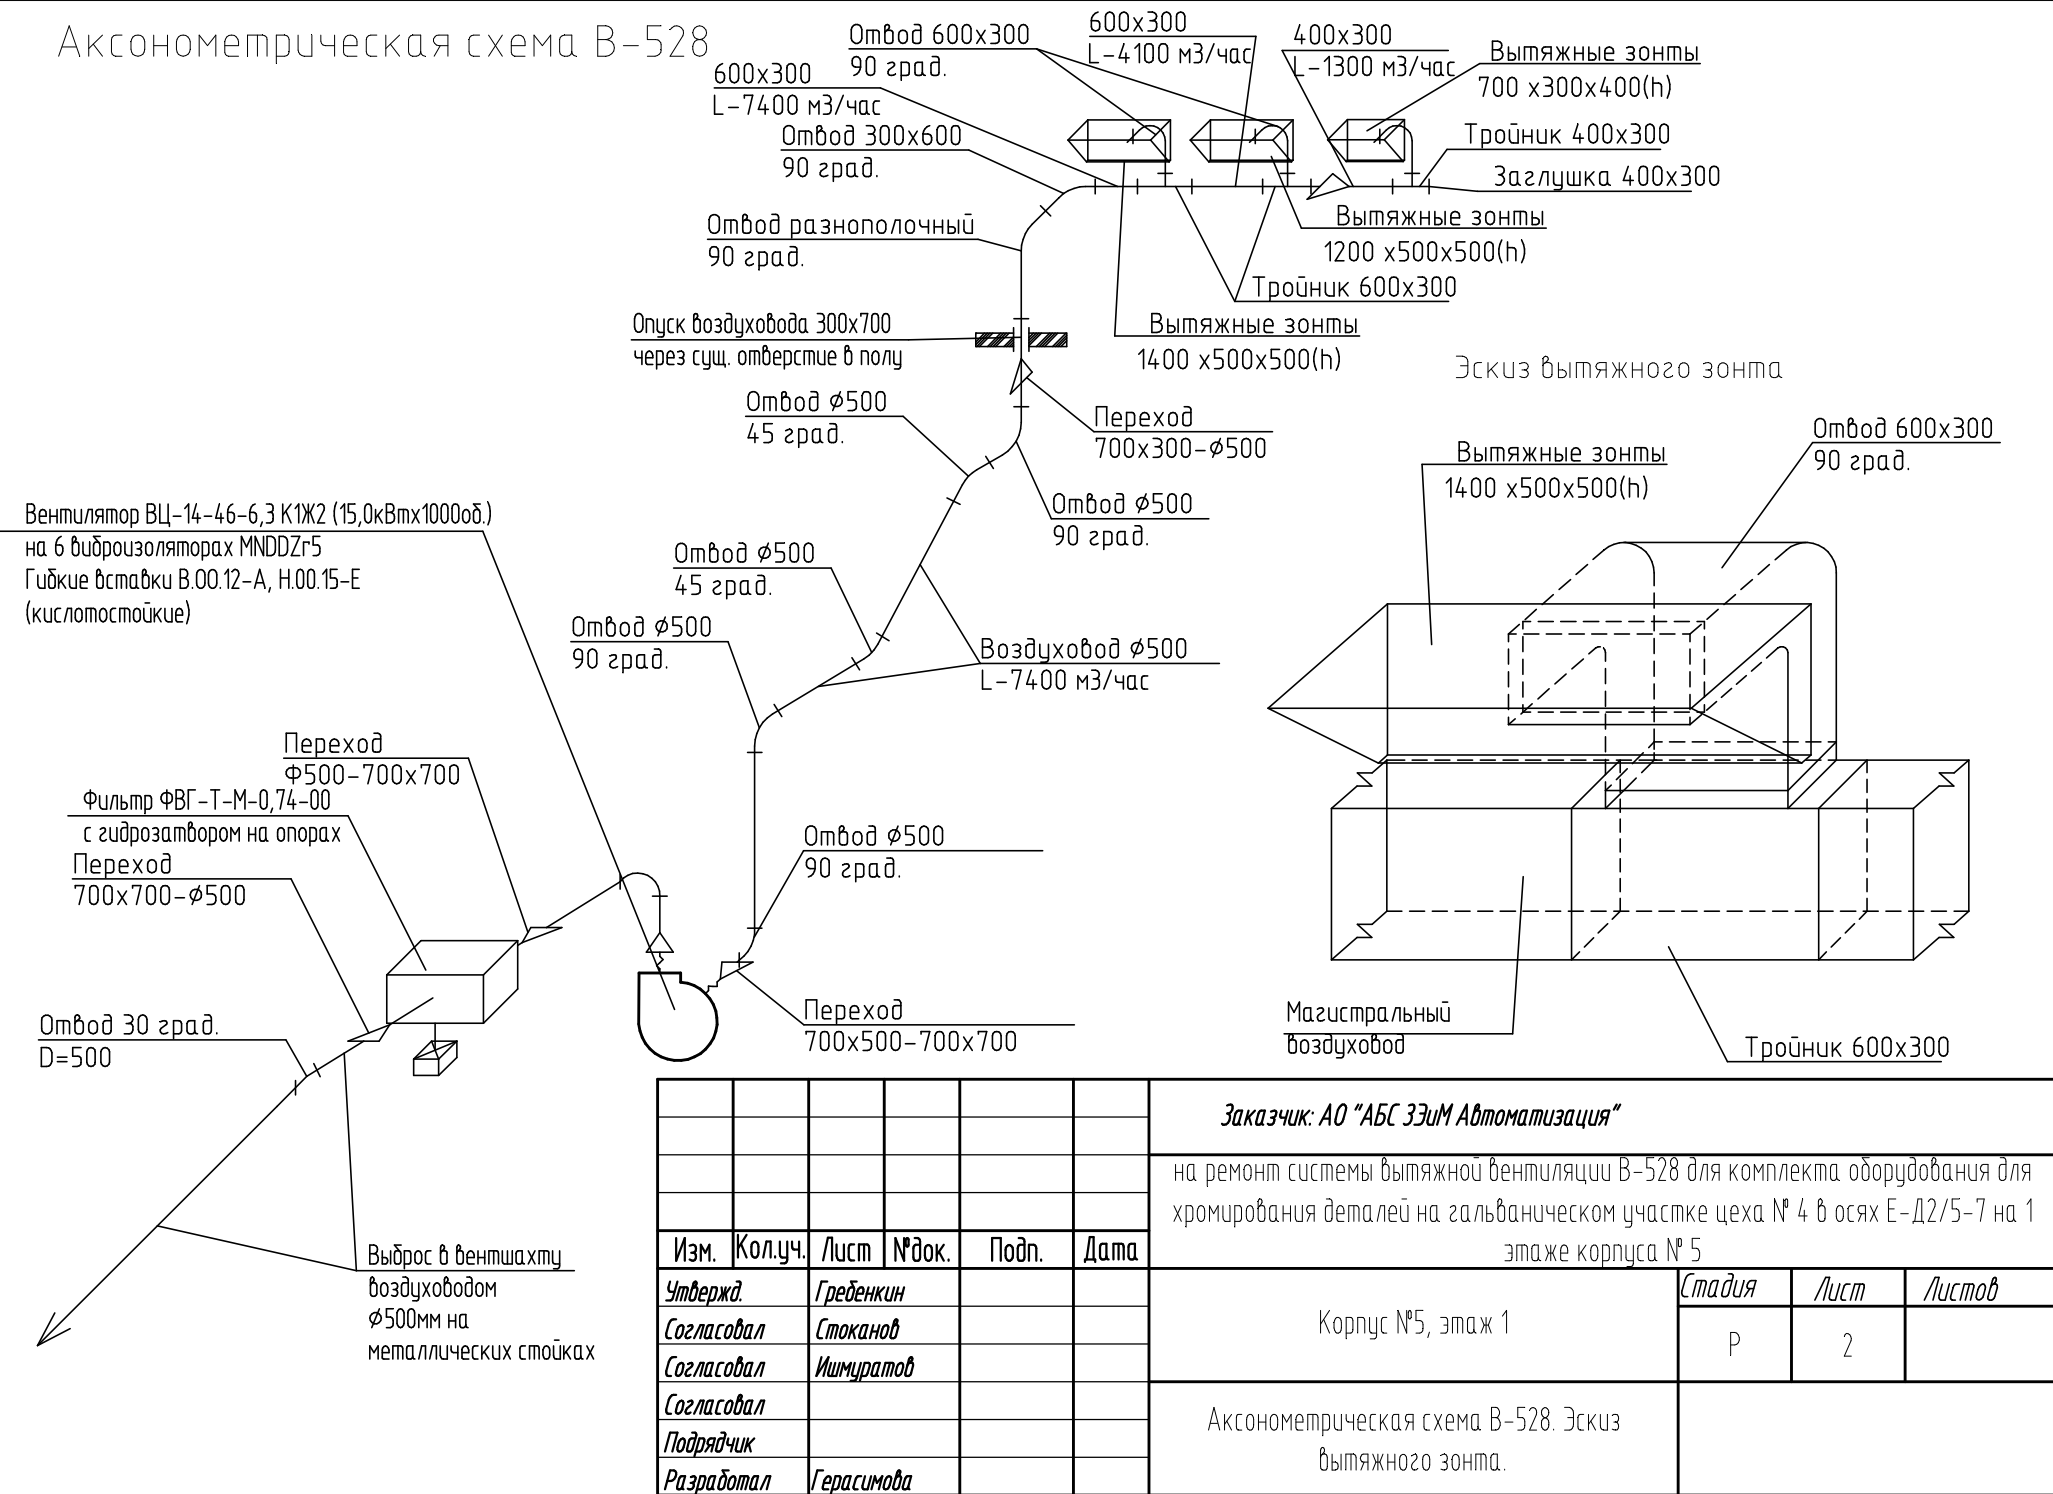 Аксонометрическая схема В-528
Отвод 600х300
90 град.
600х300
L-4100 м3/час
400х300
L-1300 м3/час
Вытяжные зонты
700 х300х400(h)
600х300
L-7400 м3/час
Отвод 300х600
90 град.
Тройник 400х300
Заглушка 400х300
Отвод разнополочный
90 град.
Вытяжные зонты
1200 х500х500(h)
Тройник 600х300
Опуск воздуховода 300х700
через сущ. отверстие в полу
Вытяжные зонты
1400 х500х500(h)
Эскиз вытяжного зонта
Отвод ϕ500
45 град.
Переход
700х300-ϕ500
Отвод 600х300
90 град.
Вытяжные зонты
1400 х500х500(h)
Отвод ϕ500
90 град.
Вентилятор ВЦ-14-46-6,3 К1Ж2 (15,0кВтх1000об.)
на 6 виброизоляторах MNDDZr5
Гибкие вставки В.00.12-А, Н.00.15-Е
(кислотостойкие)
Отвод ϕ500
45 град.
Отвод ϕ500
90 град.
Воздуховод ϕ500
L-7400 м3/час
Переход
Ф500-700х700
Фильтр ФВГ-Т-М-0,74-00
с гидрозатвором на опорах
Переход
700х700-ϕ500
Отвод ϕ500
90 град.
Отвод 30 град.
D=500
Переход
700х500-700х700
Магистральный
воздуховод
Тройник 600х300
Выброс в вентшахту
воздуховодом
ϕ500мм на
металлических стойках
Заказчик: АО "АБС ЗЭиМ Автоматизация"
на ремонт системы вытяжной вентиляции В-528 для комплекта оборудования для
хромирования деталей на гальваническом участке цеха № 4 в осях Е-Д2/5-7 на 1
этаже корпуса № 5
Изм. Кол.уч. Лист №док. Подп. Дата
Утвержд. Гребенкин
Согласовал Стоканов
Согласовал Ишмуратов
Согласовал
Подрядчик
Разработал Герасимова
Корпус №5, этаж 1
Стадия Лист Листов
Р 2
Аксонометрическая схема В-528. Эскиз
вытяжного зонта.